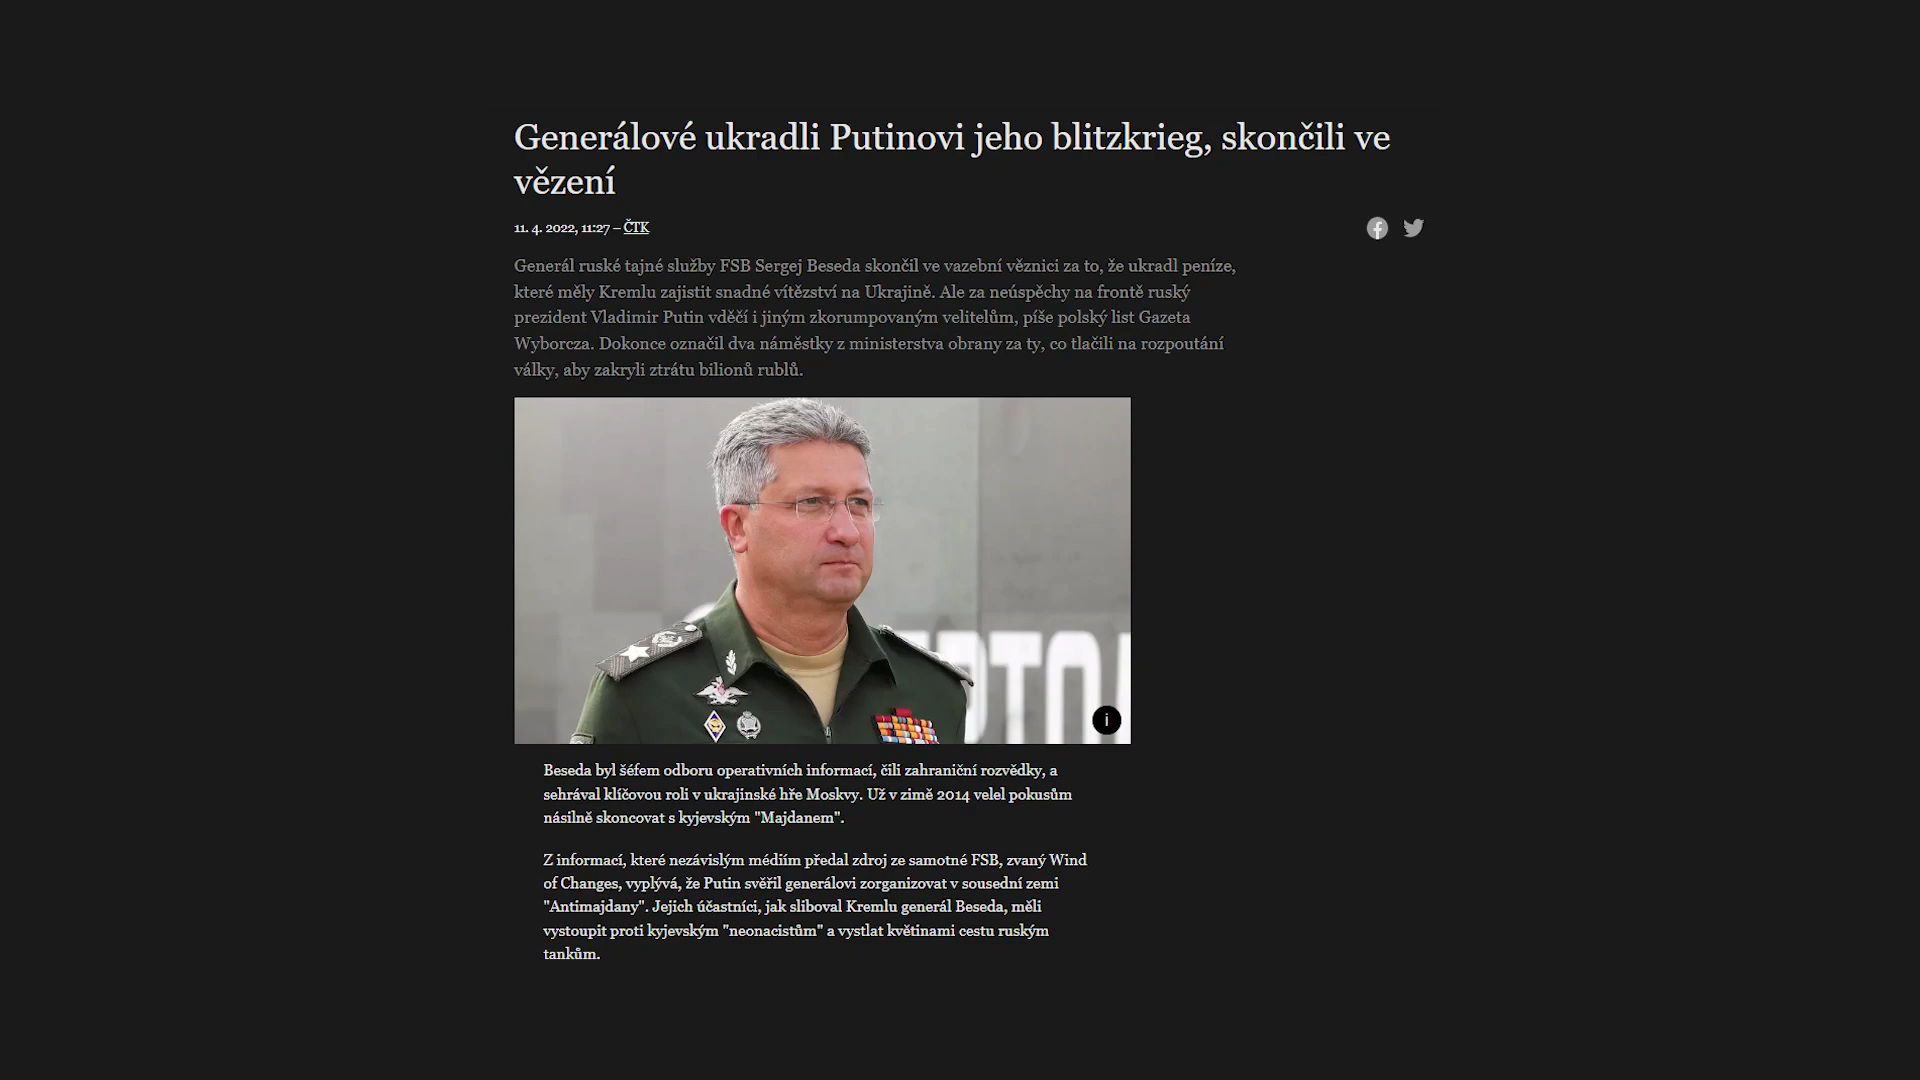 Generálové ukradli Putinovi jeho blitzkrieg, skončili ve
vězení
11. 4. 2022, 11:27 – ČTK
Generál ruské tajné služby FSB Sergej Beseda skončil ve vazební věznici za to, že ukradl peníze,
které měly Kremlu zajistit snadné vítězství na Ukrajině. Ale za neúspěchy na frontě ruský
prezident Vladimir Putin vděčí i jiným zkorumpovaným velitelům, píše polský list Gazeta
Wyborcza. Dokonce označil dva náměstky z ministerstva obrany za ty, co tlačili na rozpoutání
války, aby zakryli ztrátu bilionů rublů.
i
Beseda byl šéfem odboru operativních informací, čili zahraniční rozvědky, a
sehrával klíčovou roli v ukrajinské hře Moskvy. Už v zimě 2014 velel pokusům
násilně skoncovat s kyjevským "Majdanem".
Z informací, které nezávislým médiím předal zdroj ze samotné FSB, zvaný Wind
of Changes, vyplývá, že Putin svěřil generálovi zorganizovat v sousední zemi
"Antimajdany". Jejich účastníci, jak sliboval Kremlu generál Beseda, měli
vystoupit proti kyjevským "neonacistům" a vystlat květinami cestu ruským
tankům.